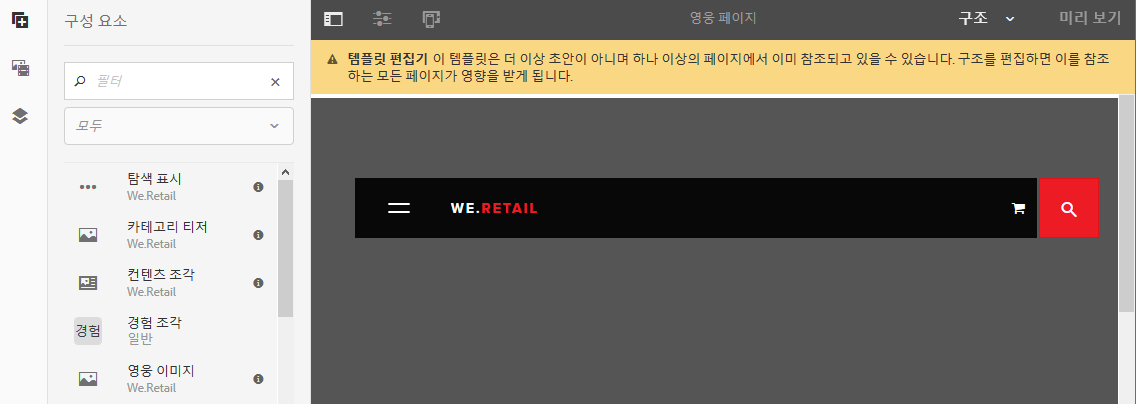 구성 요소
영웅 페이지
구조
미리 보기
필터
모두
탐색 표시
We.Retail
카테고리 티저
We.Retail
컨텐츠 조각
We.Retail
경험
경험 조각
일반
영웅 이미지
We.Retail
템플릿 편집기 이 템플릿은 더 이상 초안이 아니며 하나 이상의 페이지에서 이미 참조되고 있을 수 있습니다. 구조를 편집하면 이를 참조
하는 모든 페이지가 영향을 받게 됩니다.
WE.RETAIL